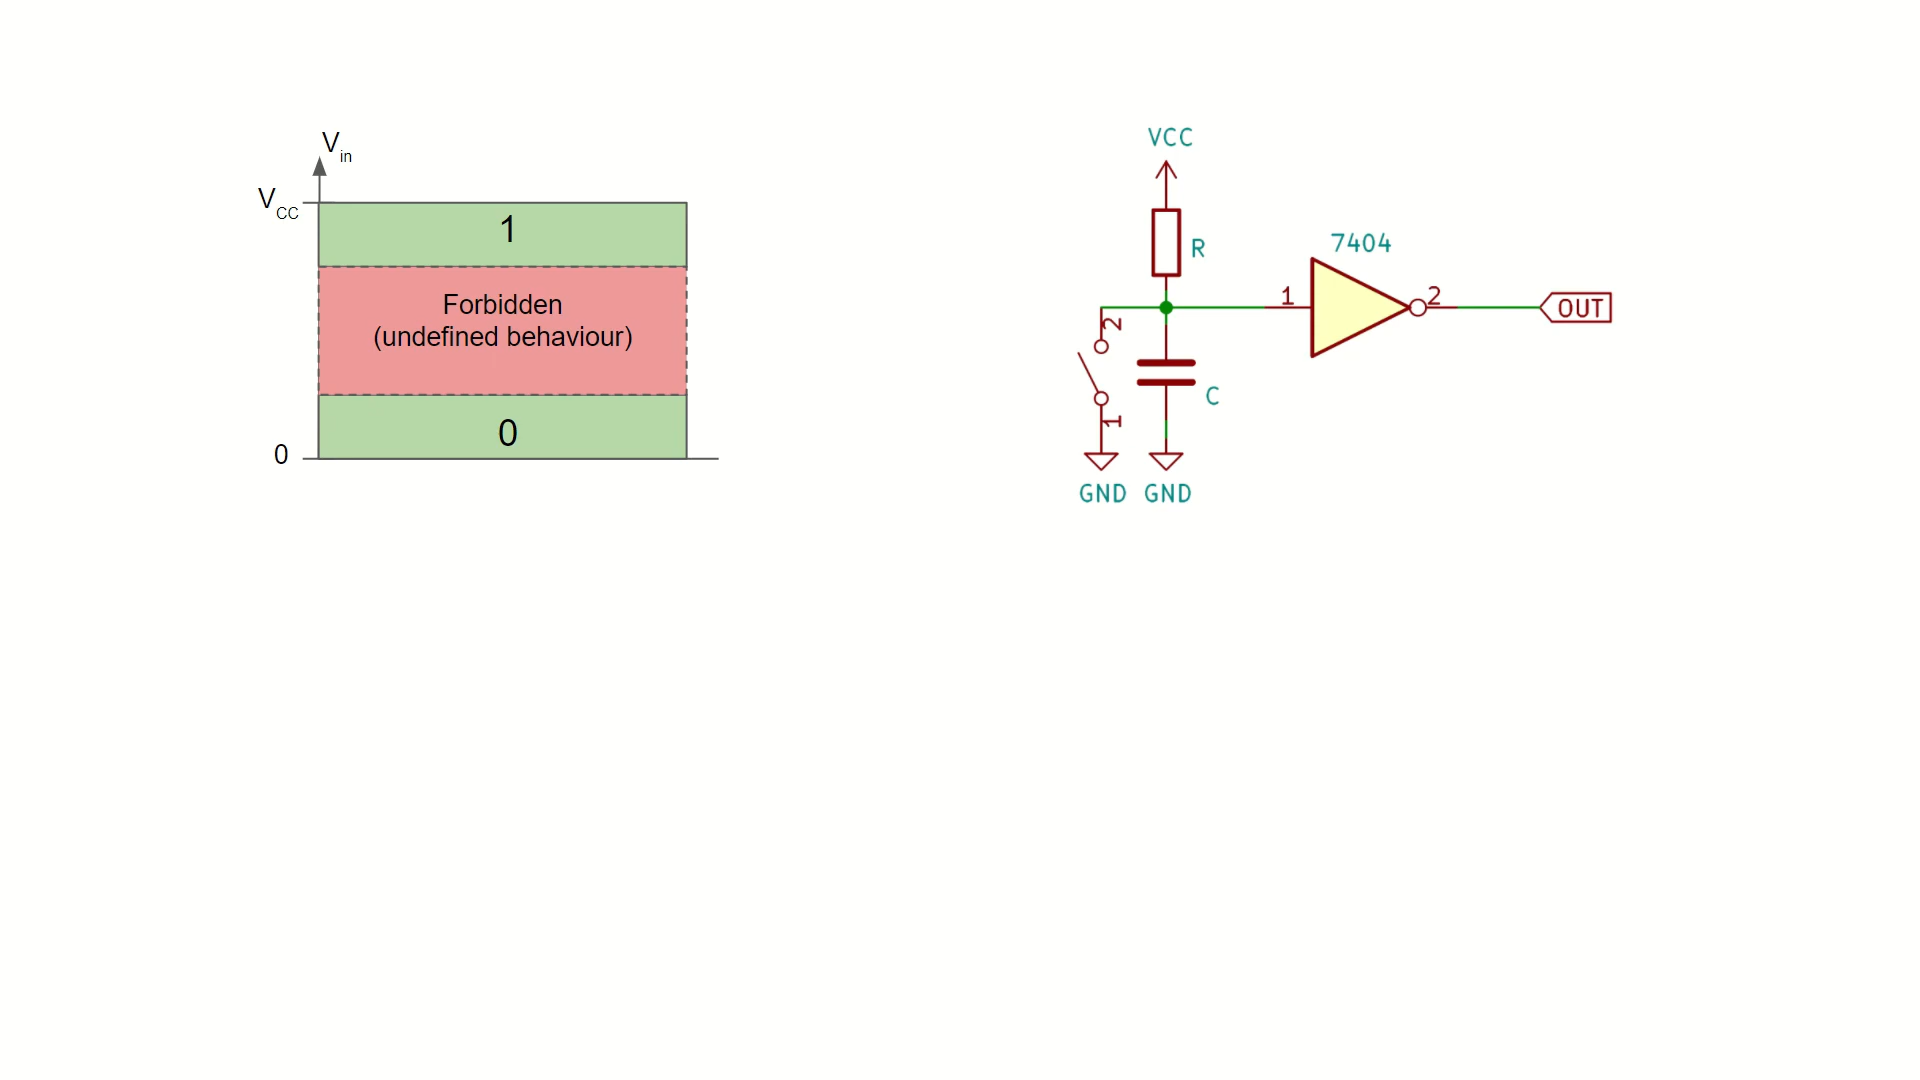 Vin
VCC
1
Forbidden
(undefined behaviour)
0
0
VCC
R
7404
1
2
OUT
2
C
1
GND
GND